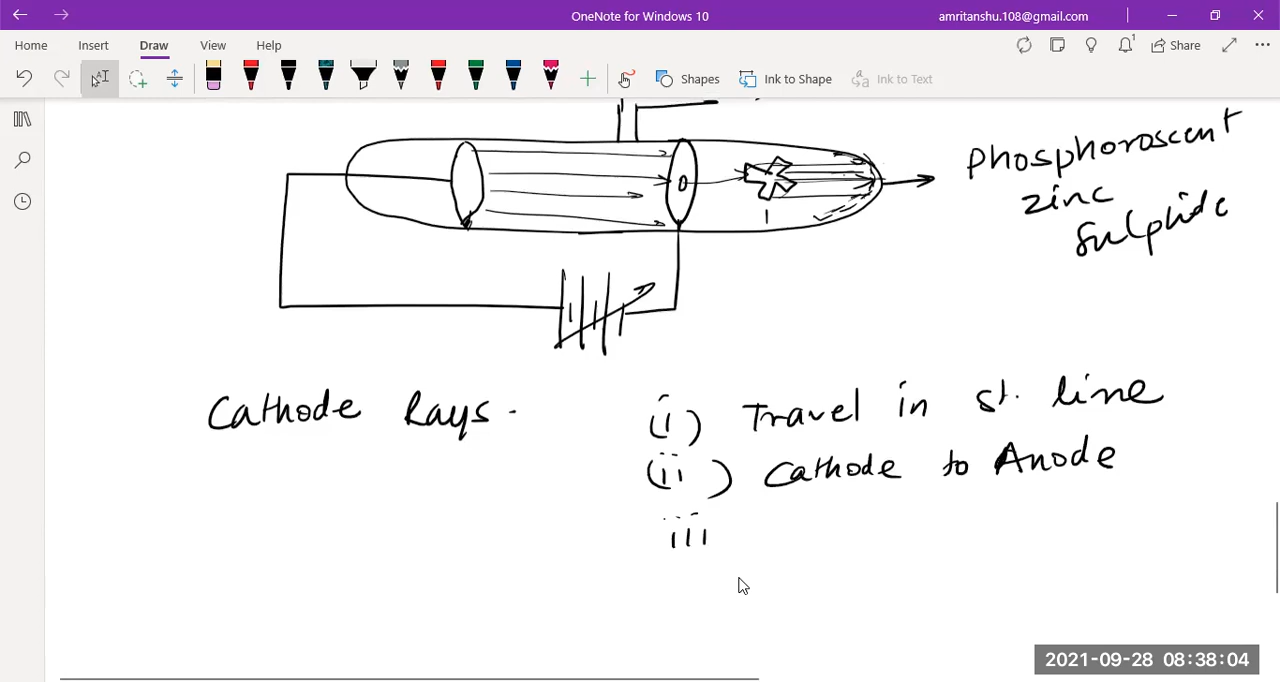 OneNote for Windows 10
amritanshu.108@gmail.com
Home Insert Draw View Help
Share
Shapes
Ink to Shape
Ink to Text
Phosphoroscent
zinc
Sulphide
Cathode Rays.
(i) Travel in st. line
(ii) Cathode to Anode
iii
2021-09-28 08:38:04